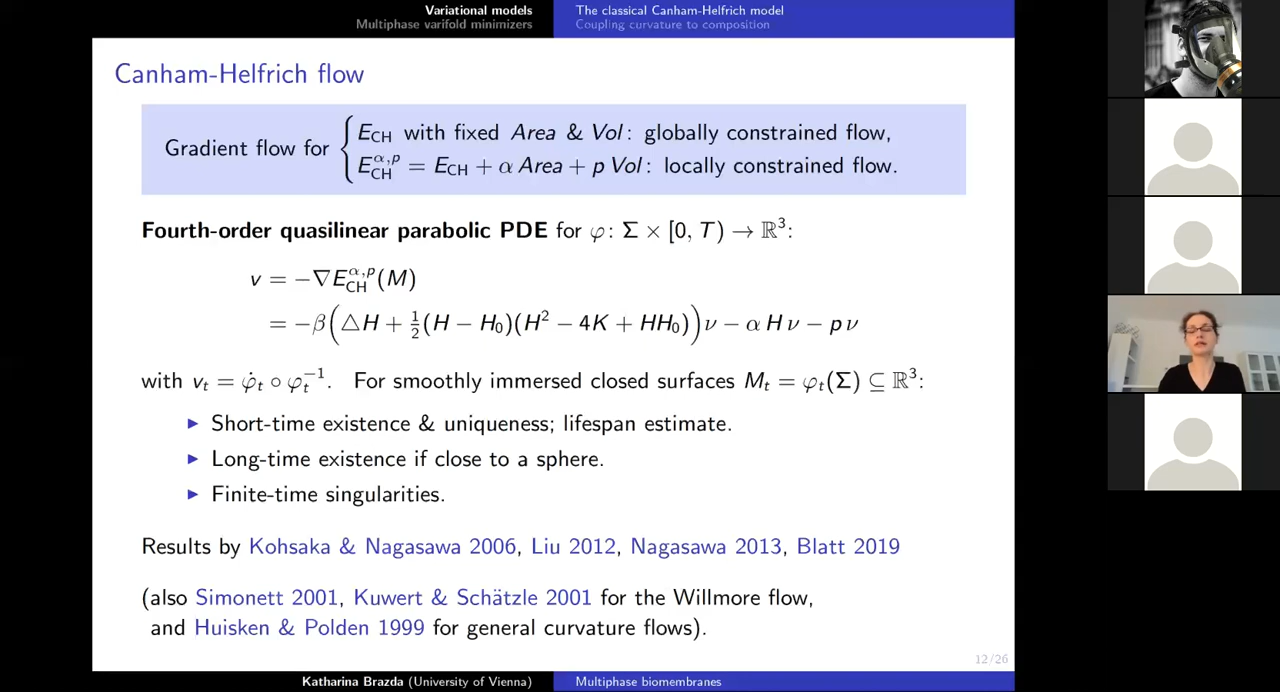 Variational models
Multiphase varifold minimizers
The classical Canham-Helfrich model
Coupling curvature to composition
Canham-Helfrich flow
Gradient flow for { E_CH with fixed Area & Vol: globally constrained flow,
E_CH^{α,p} = E_CH + α Area + p Vol: locally constrained flow.
Fourth-order quasilinear parabolic PDE for φ: Σ × [0, T) → ℝ³:
v = −∇E_CH^{α,p}(M)
= −β(△H + ½(H − H₀)(H² − 4K + HH₀))ν − α H ν − p ν
with v_t = φ̇_t ∘ φ_t⁻¹. For smoothly immersed closed surfaces M_t = φ_t(Σ) ⊆ ℝ³:
▶ Short-time existence & uniqueness; lifespan estimate.
▶ Long-time existence if close to a sphere.
▶ Finite-time singularities.
Results by Kohsaka & Nagasawa 2006, Liu 2012, Nagasawa 2013, Blatt 2019
(also Simonett 2001, Kuwert & Schätzle 2001 for the Willmore flow,
and Huisken & Polden 1999 for general curvature flows).
12/26
Katharina Brazda (University of Vienna)
Multiphase biomembranes